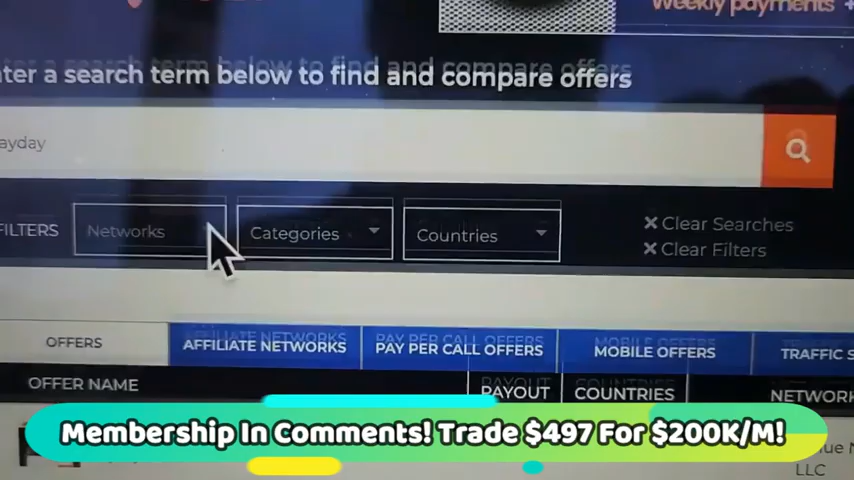 Weekly payments +
ter a search term below to find and compare offers
ayday
FILTERS
Networks
Categories
Countries
Clear Searches
Clear Filters
OFFERS
AFFILIATE NETWORKS
PAY PER CALL OFFERS
MOBILE OFFERS
TRAFFIC S
OFFER NAME
PAYOUT
COUNTRIES
NETWORK
LLC
Membership In Comments! Trade $497 For $200K/M!